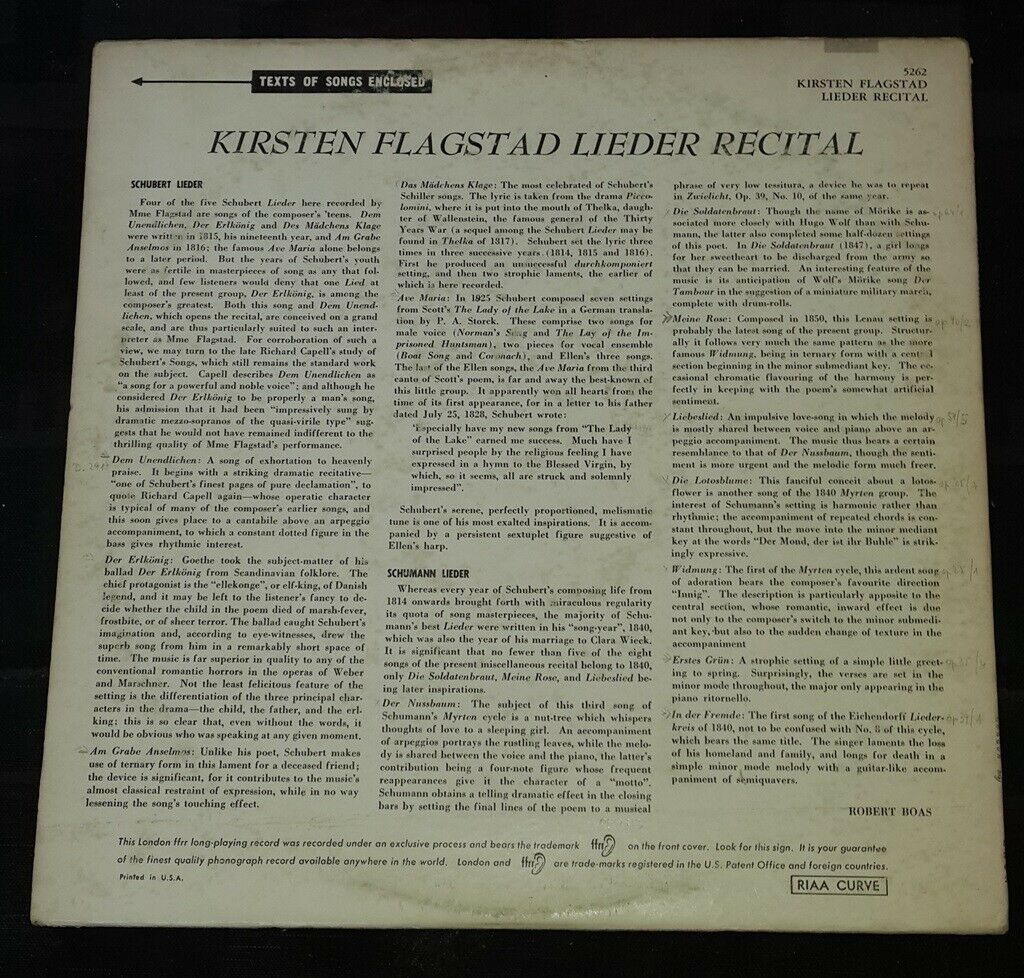 TEXTS OF SONGS ENCLOSED
5262
KIRSTEN FLAGSTAD
LIEDER RECITAL
KIRSTEN FLAGSTAD LIEDER RECITAL
SCHUBERT LIEDER
Four of the five Schubert Lieder here recorded by
Mme Flagstad are songs of the composer's 'teens. Dem
Unendlichen, Der Erlkönig and Des Mädchens Klage
were written in 1815, his nineteenth year, and Am Grabe
Anselmos in 1816; the famous Ave Maria alone belongs
to a later period. But the years of Schubert's youth
were as fertile in masterpieces of song as any that fol-
lowed, and few listeners would deny that one Lied at
least of the present group, Der Erlkönig, is among the
composer's greatest. Both this song and Dem Unend-
lichen, which opens the recital, are conceived on a grand
scale, and are thus particularly suited to such an inter-
preter as Mme Flagstad. For corroboration of such a
view, we may turn to the late Richard Capell's study of
Schubert's Songs, which still remains the standard work
on the subject. Capell describes Dem Unendlichen as
"a song for a powerful and noble voice"; and although he
considered Der Erlkönig to be properly a man's song,
his admission that it had been "impressively sung by
dramatic mezzo-sopranos of the quasi-virile type" sug-
gests that he would not have remained indifferent to the
thrilling quality of Mme Flagstad's performance.
Dem Unendlichen: A song of exhortation to heavenly
praise. It begins with a striking dramatic recitative—
"one of Schubert's finest pages of pure declamation", to
quote Richard Capell again—whose operatic character
is typical of many of the composer's earlier songs, and
this soon gives place to a cantabile above an arpeggio
accompaniment, to which a constant dotted figure in the
bass gives rhythmic interest.
Der Erlkönig: Goethe took the subject-matter of his
ballad Der Erlkönig from Scandinavian folklore. The
chief protagonist is the "ellekonge", or elf-king, of Danish
legend, and it may be left to the listener's fancy to de-
cide whether the child in the poem died of marsh-fever,
frostbite, or of sheer terror. The ballad caught Schubert's
imagination and, according to eye-witnesses, drew the
superb song from him in a remarkably short space of
time. The music is far superior in quality to any of the
conventional romantic horrors in the operas of Weber
and Marschner. Not the least felicitous feature of the
setting is the differentiation of the three principal char-
acters in the drama—the child, the father, and the erl-
king; this is so clear that, even without the words, it
would be obvious who was speaking at any given moment.
Am Grabe Anselmos: Unlike his poet, Schubert makes
use of ternary form in this lament for a deceased friend;
the device is significant, for it contributes to the music's
almost classical restraint of expression, while in no way
lessening the song's touching effect.
Das Mädchens Klage: The most celebrated of Schubert's
Schiller songs. The lyric is taken from the drama Picco-
lomini, where it is put into the mouth of Thelka, daugh-
ter of Wallenstein, the famous general of the Thirty
Years War (a sequel among the Schubert Lieder may be
found in Thelka of 1817). Schubert set the lyric three
times in three successive years (1814, 1815 and 1816).
First he produced an unsuccessful durchkomponiert
setting, and then two strophic laments, the earlier of
which is here recorded.
Ave Maria: In 1925 Schubert composed seven settings
from Scott's The Lady of the Lake in a German transla-
tion by P. A. Storck. These comprise two songs for
male voice (Norman's Song and The Lay of the Im-
prisoned Huntsman), two pieces for vocal ensemble
(Boat Song and Coronach), and Ellen's three songs.
The last of the Ellen songs, the Ave Maria from the third
canto of Scott's poem, is far and away the best-known of
this little group. It apparently won all hearts from the
time of its first appearance, for in a letter to his father
dated July 25, 1828, Schubert wrote:
'Especially have my new songs from "The Lady
of the Lake" earned me success. Much have I
surprised people by the religious feeling I have
expressed in a hymn to the Blessed Virgin, by
which, so it seems, all are struck and solemnly
impressed".
Schubert's serene, perfectly proportioned, melismatic
tune is one of his most exalted inspirations. It is accom-
panied by a persistent sextuplet figure suggestive of
Ellen's harp.
SCHUMANN LIEDER
Whereas every year of Schubert's composing life from
1814 onwards brought forth with miraculous regularity
its quota of song masterpieces, the majority of Schu-
mann's best Lieder were written in his "song-year", 1840,
which was also the year of his marriage to Clara Wieck.
It is significant that no fewer than five of the eight
songs of the present miscellaneous recital belong to 1840,
only Die Soldatenbraut, Meine Rose, and Liebeslied be-
ing later inspirations.
Der Nussbaum: The subject of this third song of
Schumann's Myrten cycle is a nut-tree which whispers
thoughts of love to a sleeping girl. An accompaniment
of arpeggios portrays the rustling leaves, while the melo-
dy is shared between the voice and the piano, the latter's
contribution being a four-note figure whose frequent
reappearances give it the character of a "motto".
Schumann obtains a telling dramatic effect in the closing
bars by setting the final lines of the poem to a musical
phrase of very low tessitura, a device he was to repeat
in Zwielicht, Op. 39, No. 10, of the same year.
Die Soldatenbraut: Though the name of Mörike is as-
sociated more closely with Hugo Wolf than with Schu-
mann, the latter also completed some half-dozen settings
of this poet. In Die Soldatenbraut (1847), a girl longs
for her sweetheart to be discharged from the army so
that they can be married. An interesting feature of the
music is its anticipation of Wolf's Mörike song Der
Tambour in the suggestion of a miniature military march,
complete with drum-rolls.
Meine Rose: Composed in 1850, this Lenau setting is
probably the latest song of the present group. Structur-
ally it follows very much the same pattern as the more
famous Widmung, being in ternary form with a central
section beginning in the minor submediant key. The oc-
casional chromatic flavouring of the harmony is per-
fectly in keeping with the poem's somewhat artificial
sentiment.
Liebeslied: An impulsive love-song in which the melody
is mostly shared between voice and piano above an ar-
peggio accompaniment. The music thus bears a certain
resemblance to that of Der Nussbaum, though the senti-
ment is more urgent and the melodic form much freer.
Die Lotosblume: This fanciful conceit about a lotos-
flower is another song of the 1840 Myrten group. The
interest of Schumann's setting is harmonic rather than
rhythmic; the accompaniment of repeated chords is con-
stant throughout, but the move into the minor mediant
key at the words "Der Mond, der ist ihr Buhle" is strik-
ingly expressive.
Widmung: The first of the Myrten cycle, this ardent song
of adoration bears the composer's favourite direction
"Innig". The description is particularly apposite to the
central section, whose romantic, inward effect is due
not only to the composer's switch to the minor submedi-
ant key, but also to the sudden change of texture in the
accompaniment
Erstes Grün: A strophic setting of a simple little greet-
ing to spring. Surprisingly, the verses are set in the
minor mode throughout, the major only appearing in the
piano ritornello.
In der Fremde: The first song of the Eichendorff Lieder-
kreis of 1840, not to be confused with No. 8 of this cycle,
which bears the same title. The singer laments the loss
of his homeland and family, and longs for death in a
simple minor mode melody with a guitar-like accom-
paniment of semiquavers.
ROBERT BOAS
This London ffrr long-playing record was recorded under an exclusive process and bears the trademark ffrr on the front cover. Look for this sign. It is your guarantee
of the finest quality phonograph record available anywhere in the world. London and ffrr are trade-marks registered in the U.S. Patent Office and foreign countries.
Printed in U.S.A.
RIAA CURVE